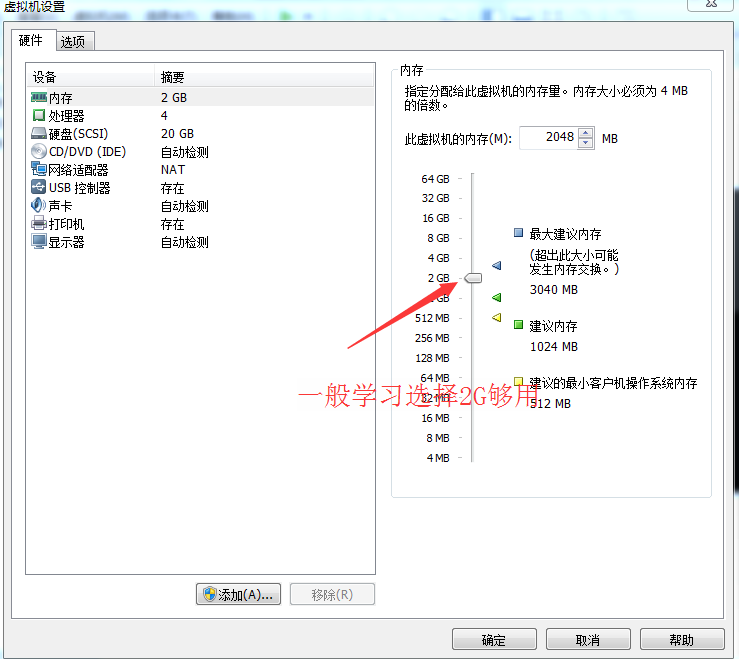 虚拟机设置
硬件 选项
设备 摘要
内存 2 GB
处理器 4
硬盘(SCSI) 20 GB
CD/DVD (IDE) 自动检测
网络适配器 NAT
USB 控制器 存在
声卡 自动检测
打印机 存在
显示器 自动检测
添加(A)... 移除(R)
内存
指定分配给此虚拟机的内存量。内存大小必须为 4 MB
的倍数。
此虚拟机的内存(M): 2048 MB
64 GB
32 GB
16 GB
8 GB
4 GB
2 GB
GB
512 MB
256 MB
128 MB
64 MB
32 MB
16 MB
8 MB
4 MB
最大建议内存
(超出此大小可能
发生内存交换。)
3040 MB
建议内存
1024 MB
建议的最小客户机操作系统内存
512 MB
一般学习选择2G够用
确定 取消 帮助